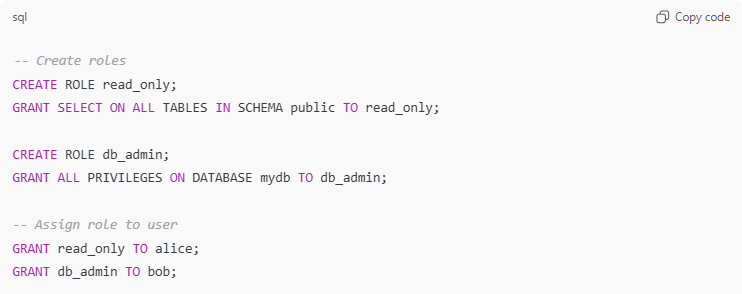 sql
Copy code
-- Create roles
CREATE ROLE read_only;
GRANT SELECT ON ALL TABLES IN SCHEMA public TO read_only;
CREATE ROLE db_admin;
GRANT ALL PRIVILEGES ON DATABASE mydb TO db_admin;
-- Assign role to user
GRANT read_only TO alice;
GRANT db_admin TO bob;